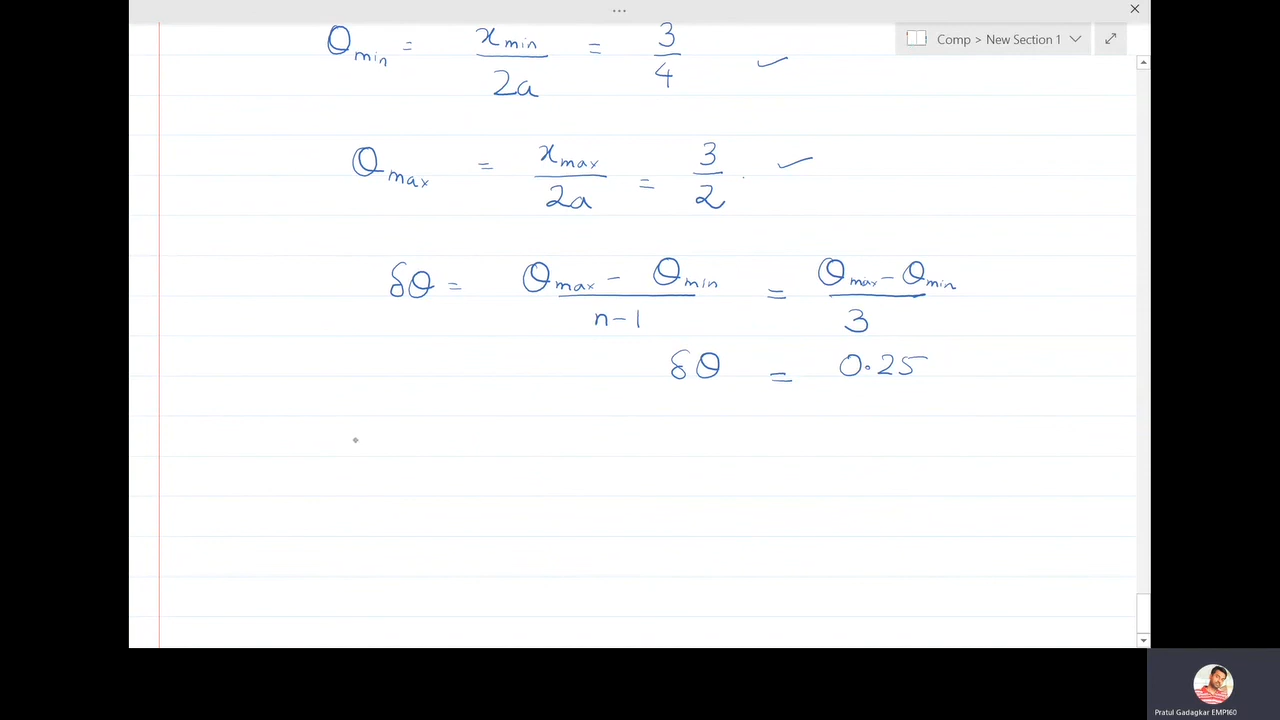 Comp > New Section 1
θmin = xmin / 2a = 3 / 4 ✓
θmax = xmax / 2a = 3 / 2 . ✓
δθ = θmax - θmin / n-1 = θmax - θmin / 3
δθ = 0.25
Pratul Gadagkar EMP160